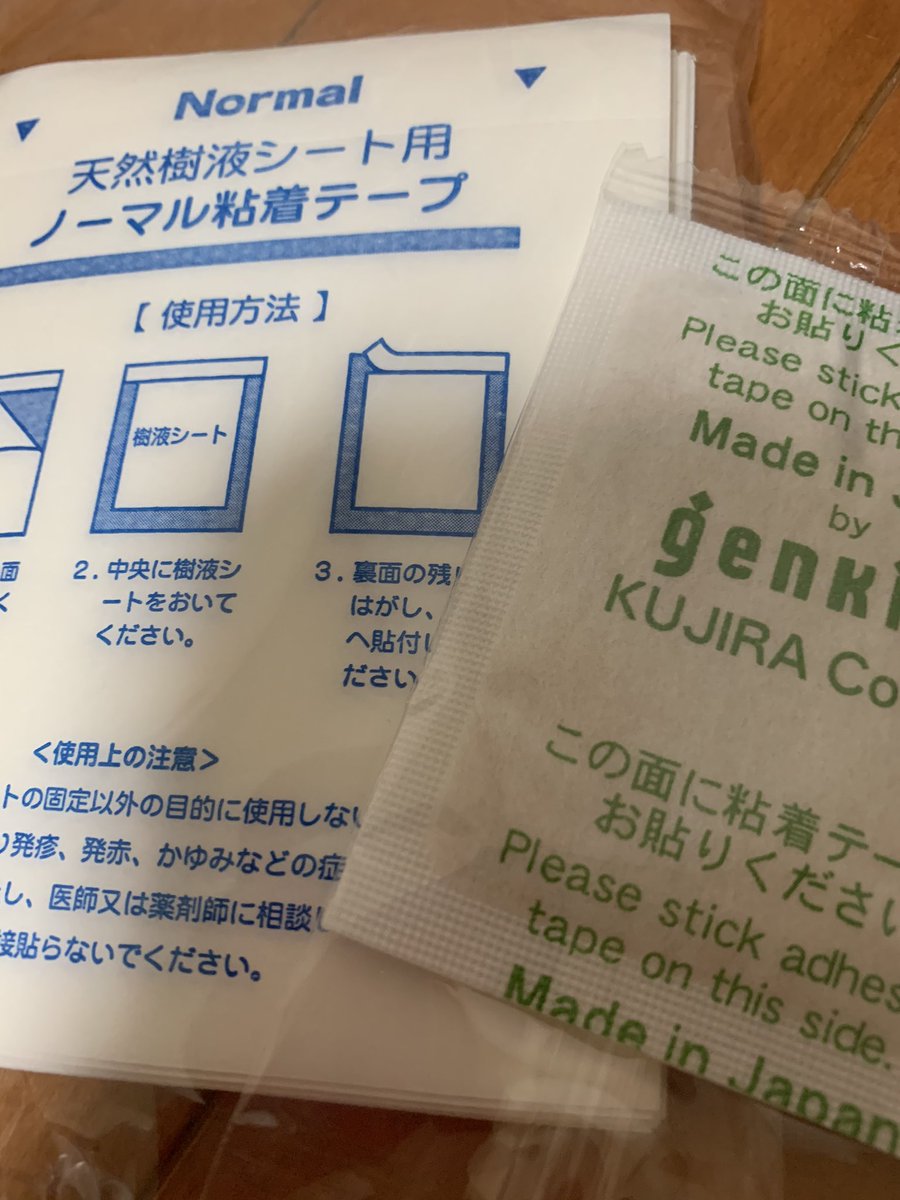 Normal
天然樹液シート用
ノーマル粘着テープ
【 使用方法 】
樹液シート
面
く
2. 中央に樹液シ
ートをおいて
ください。
3. 裏面の残
はがし、
へ貼付
ださい
＜使用上の注意＞
トの固定以外の目的に使用しない
発疹、発赤、かゆみなどの症
し、医師又は薬剤師に相談
接貼らないでください。
この面に粘着
お貼りく
Please stick
tape on th
Made in J
by
genki
KUJIRA Co
この面に粘着テー
お貼りください
Please stick adhes
tape on this side.
Made in Japan